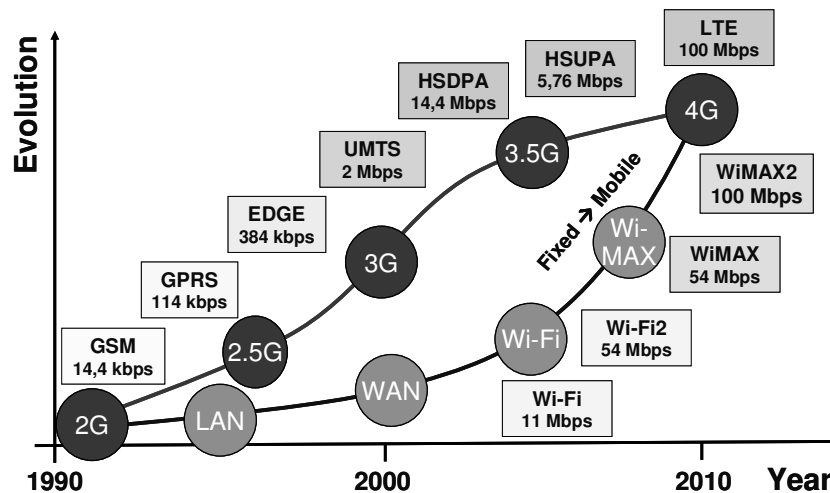 Evolution
LTE
100 Mbps
HSUPA
5,76 Mbps
HSDPA
14,4 Mbps
4G
3.5G
UMTS
2 Mbps
Fixed → Mobile
WiMAX2
100 Mbps
EDGE
384 kbps
3G
Wi-
MAX
WiMAX
54 Mbps
GPRS
114 kbps
GSM
14,4 kbps
2.5G
Wi-Fi
Wi-Fi2
54 Mbps
2G
LAN
WAN
Wi-Fi
11 Mbps
1990
2000
2010
Year